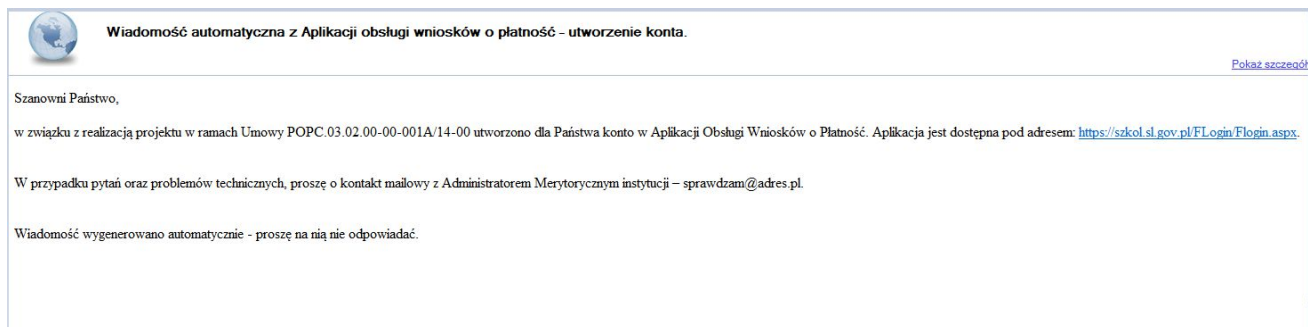 Wiadomość automatyczna z Aplikacji obsługi wniosków o płatność - utworzenie konta.
Pokaż szczegół
Szanowni Państwo,
w związku z realizacją projektu w ramach Umowy POPC.03.02.00-00-001A/14-00 utworzono dla Państwa konto w Aplikacji Obsługi Wniosków o Płatność. Aplikacja jest dostępna pod adresem: https://szkol.sl.gov.pl/FLogin/Flogin.aspx.
W przypadku pytań oraz problemów technicznych, proszę o kontakt mailowy z Administratorem Merytorycznym instytucji – sprawdzam@adres.pl.
Wiadomość wygenerowano automatycznie - proszę na nią nie odpowiadać.